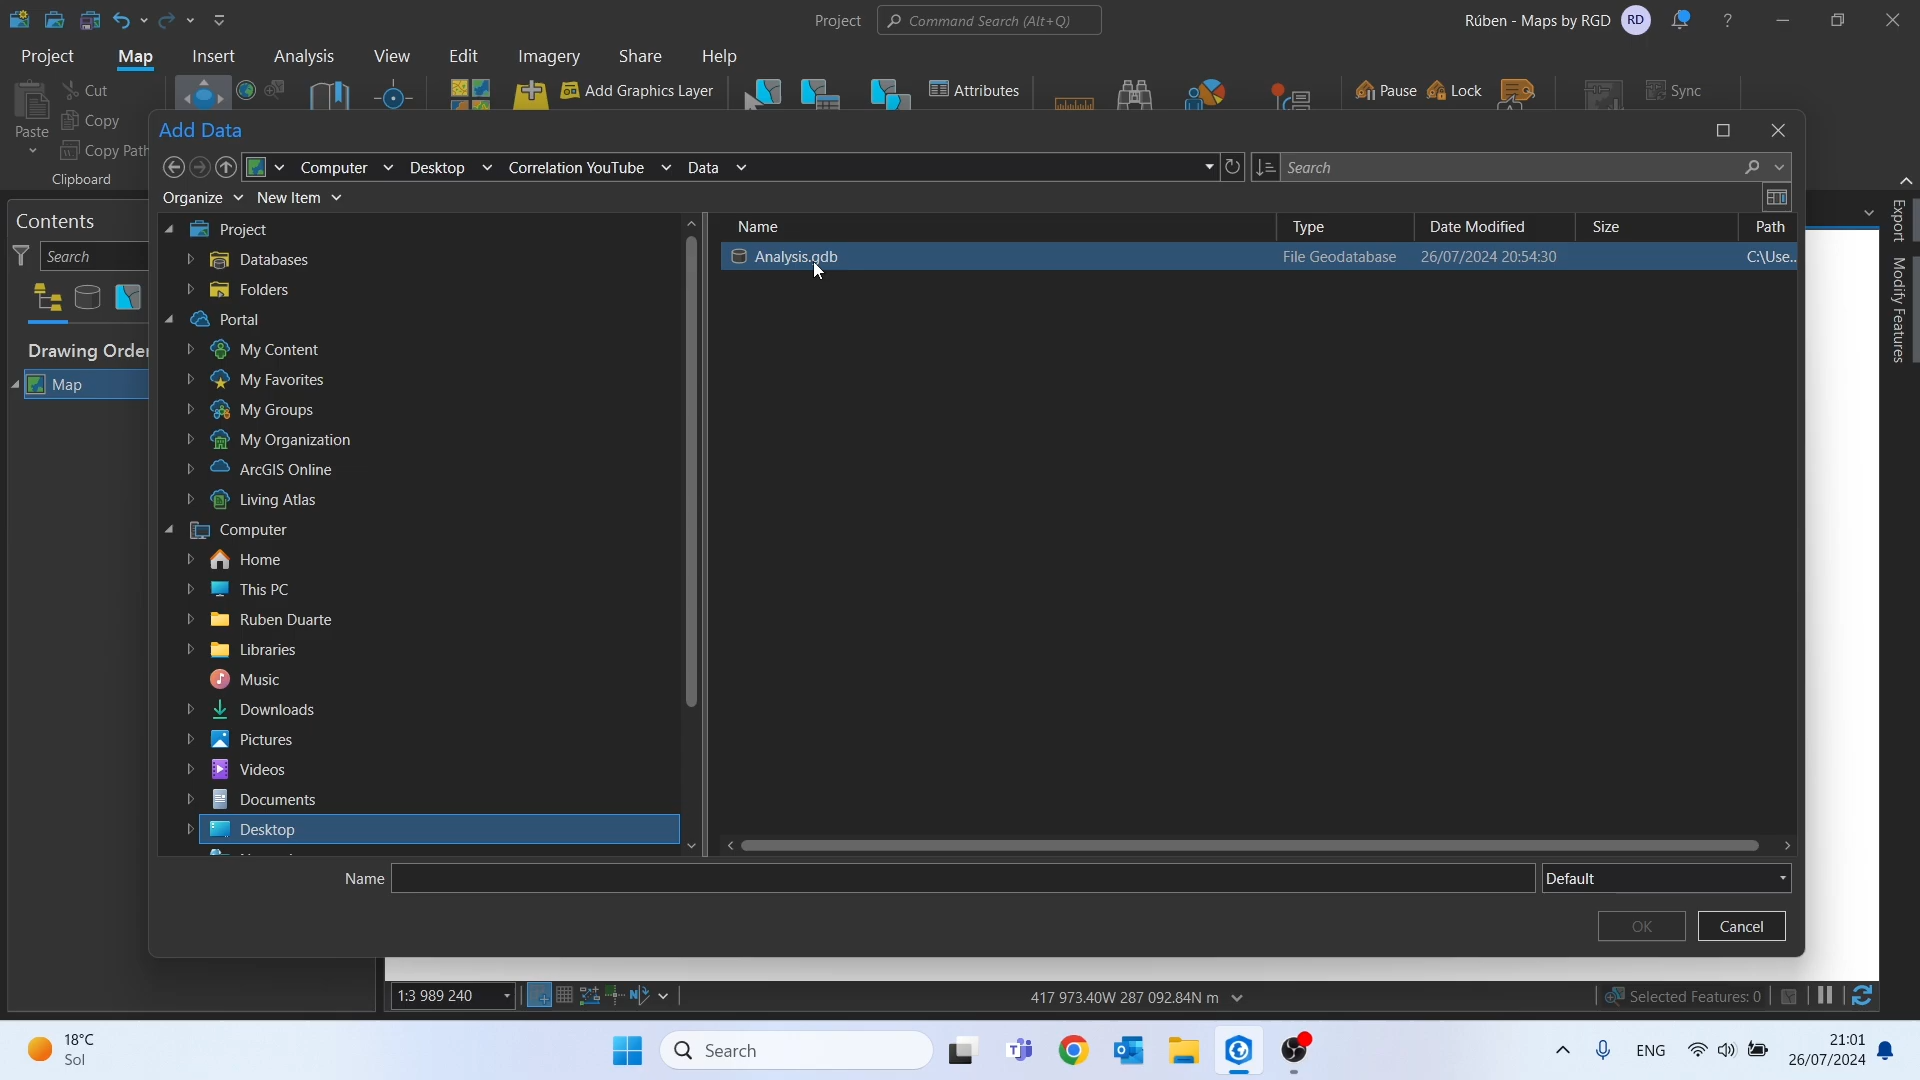 Project
Command Search (Alt+Q)
Rúben - Maps by RGD
RD
?
Project
Map
Insert
Analysis
View
Edit
Imagery
Share
Help
Cut
Add Graphics Layer
Attributes
Pause
Lock
Sync
Paste
Copy
Copy Path
Clipboard
Add Data
Computer
Desktop
Correlation YouTube
Data
Search
Organize
New Item
Contents
Search
Drawing Order
Map
Project
Databases
Folders
Portal
My Content
My Favorites
My Groups
My Organization
ArcGIS Online
Living Atlas
Computer
Home
This PC
Ruben Duarte
Libraries
Music
Downloads
Pictures
Videos
Documents
Desktop
Name Type Date Modified Size Path
Analysis.gdb File Geodatabase 26/07/2024 20:54:30 C:\Use..
Export
Modify Features
Name
Default
OK
Cancel
1:3 989 240
417 973.40W 287 092.84N m
Selected Features: 0
18°C
Sol
Search
ENG
21:01
26/07/2024